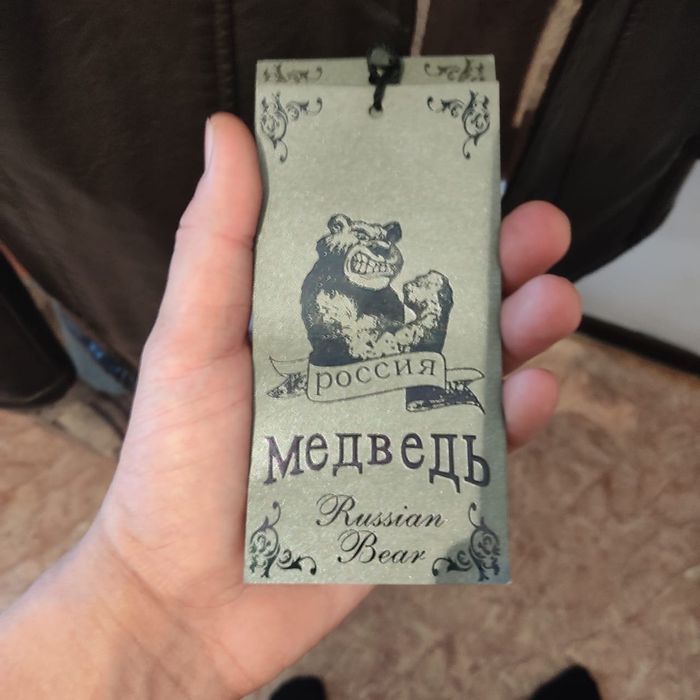 россия
медведь
Russian
Bear